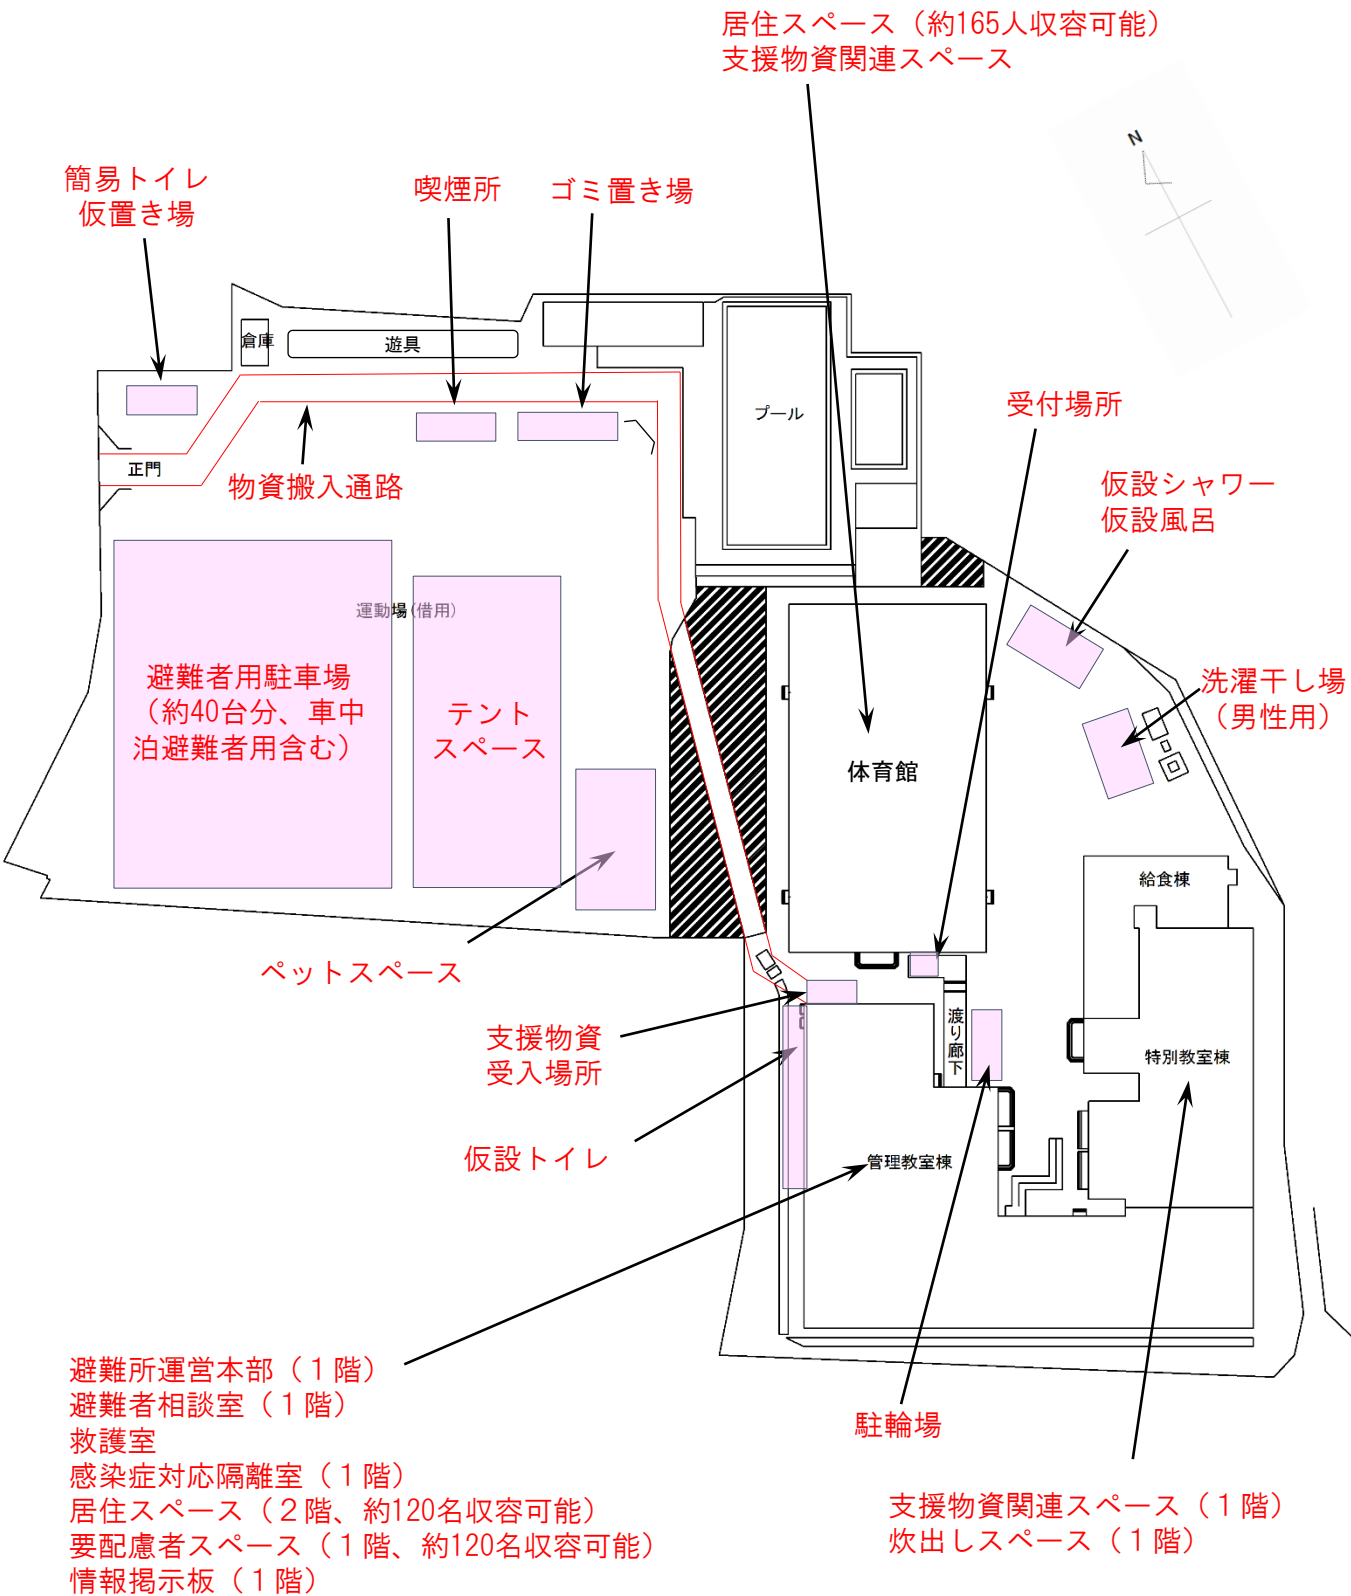 居住スペース（約165人収容可能）
支援物資関連スペース
N
簡易トイレ
仮置き場
喫煙所
ゴミ置き場
倉庫
遊具
プール
受付場所
正門
物資搬入通路
仮設シャワー
仮設風呂
運動場(借用)
避難者用駐車場
（約40台分、車中
泊避難者用含む）
テント
スペース
洗濯干し場
（男性用）
体育館
給食棟
ペットスペース
支援物資
受入場所
渡り廊下
特別教室棟
仮設トイレ
管理教室棟
避難所運営本部（１階）
避難者相談室（１階）
救護室
感染症対応隔離室（１階）
居住スペース（２階、約120名収容可能）
要配慮者スペース（１階、約120名収容可能）
情報掲示板（１階）
駐輪場
支援物資関連スペース（１階）
炊出しスペース（１階）